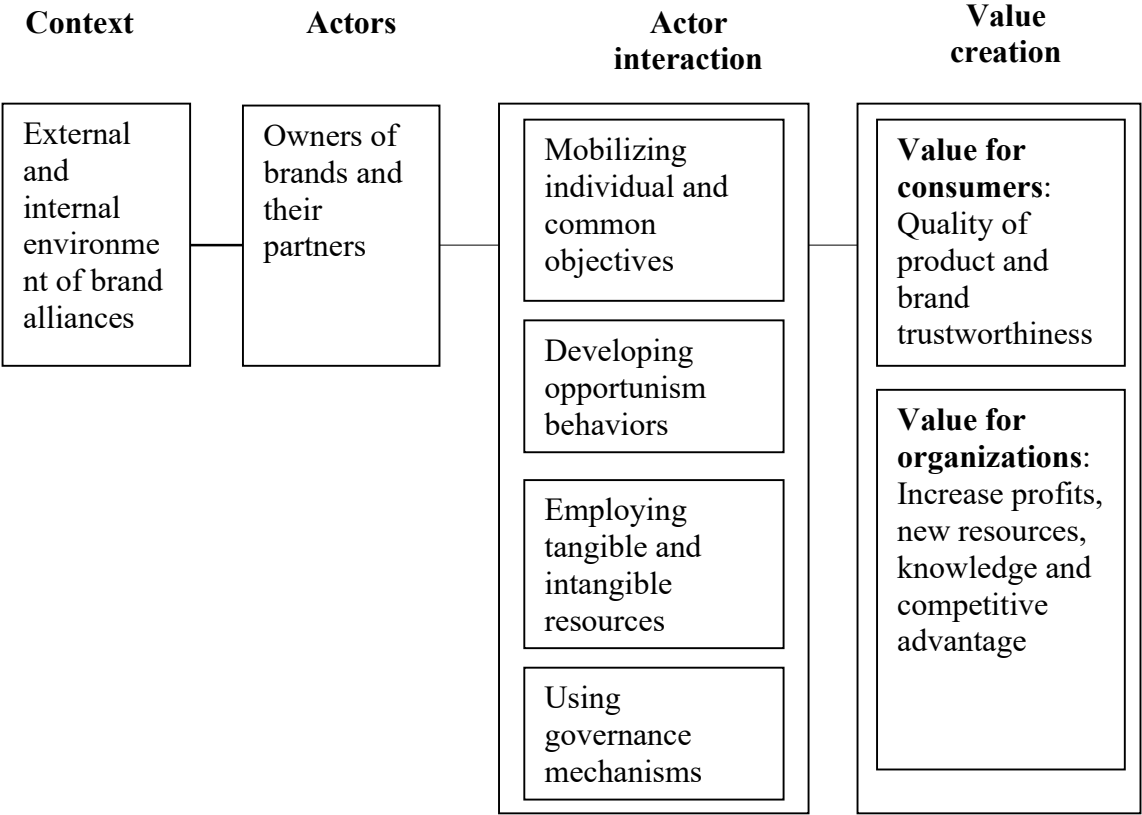 Context
Actors
Actor
interaction
Value
creation
External
and
internal
environme
nt of brand
alliances
Owners of
brands and
their
partners
Mobilizing
individual and
common
objectives
Developing
opportunism
behaviors
Employing
tangible and
intangible
resources
Using
governance
mechanisms
Value for
consumers:
Quality of
product and
brand
trustworthiness
Value for
organizations:
Increase profits,
new resources,
knowledge and
competitive
advantage